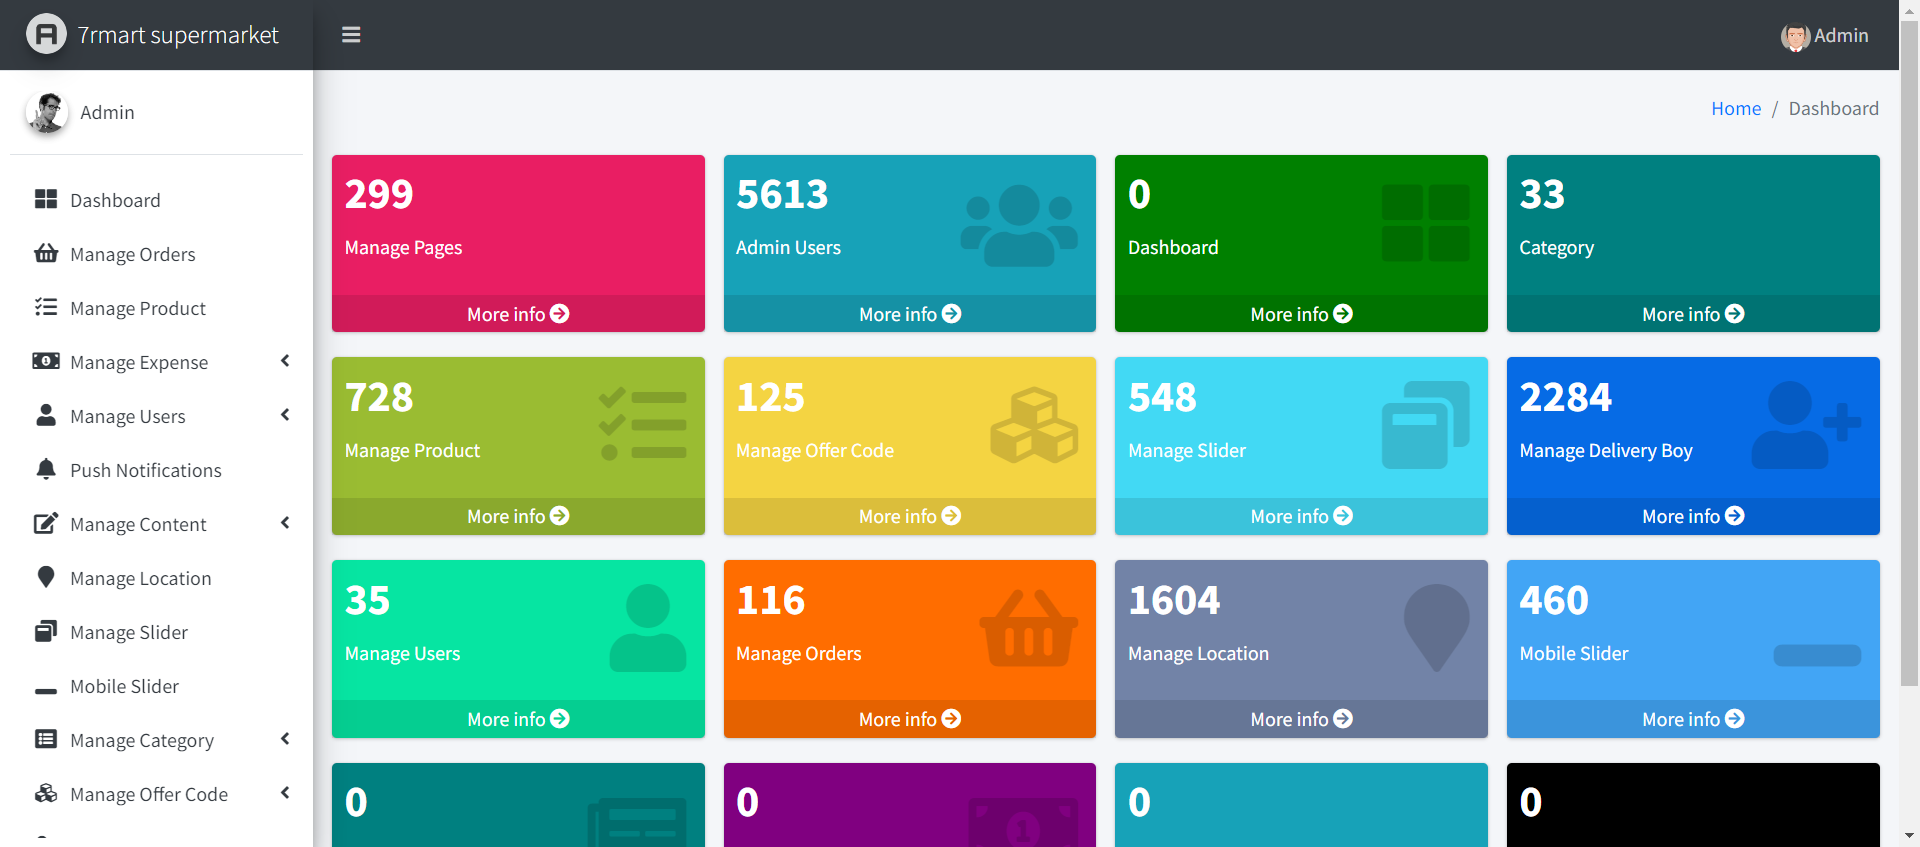 7rmart supermarket
Admin
Admin
Home / Dashboard
Dashboard
Manage Orders
Manage Product
Manage Expense
Manage Users
Push Notifications
Manage Content
Manage Location
Manage Slider
Mobile Slider
Manage Category
Manage Offer Code
299
Manage Pages
More info
5613
Admin Users
More info
0
Dashboard
More info
33
Category
More info
728
Manage Product
More info
125
Manage Offer Code
More info
548
Manage Slider
More info
2284
Manage Delivery Boy
More info
35
Manage Users
More info
116
Manage Orders
More info
1604
Manage Location
More info
460
Mobile Slider
More info
0
0
0
0